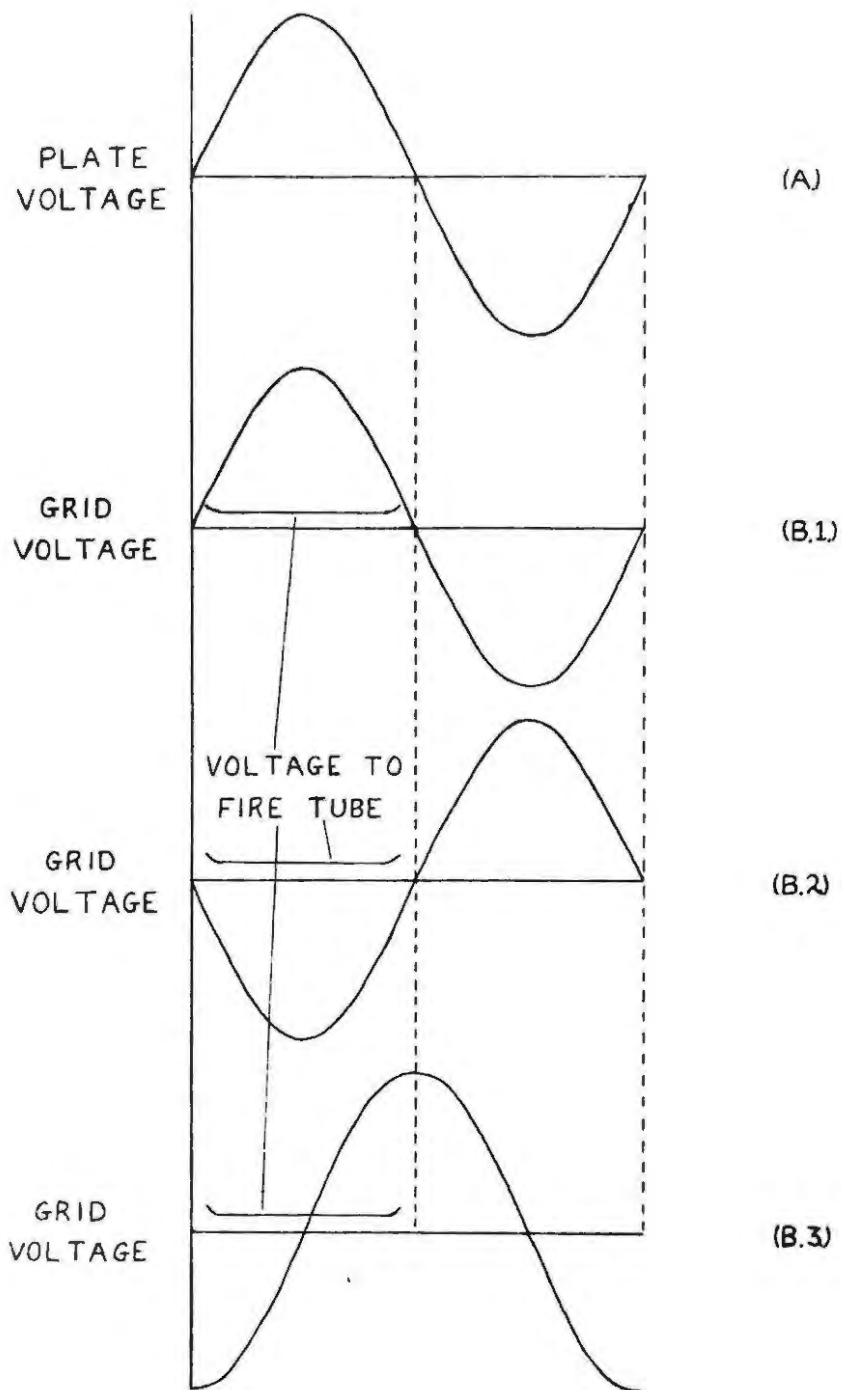 PLATE
VOLTAGE
(A.)
GRID
VOLTAGE
(B.1.)
VOLTAGE TO
FIRE TUBE
GRID
VOLTAGE
(B.2)
GRID
VOLTAGE
(B.3)